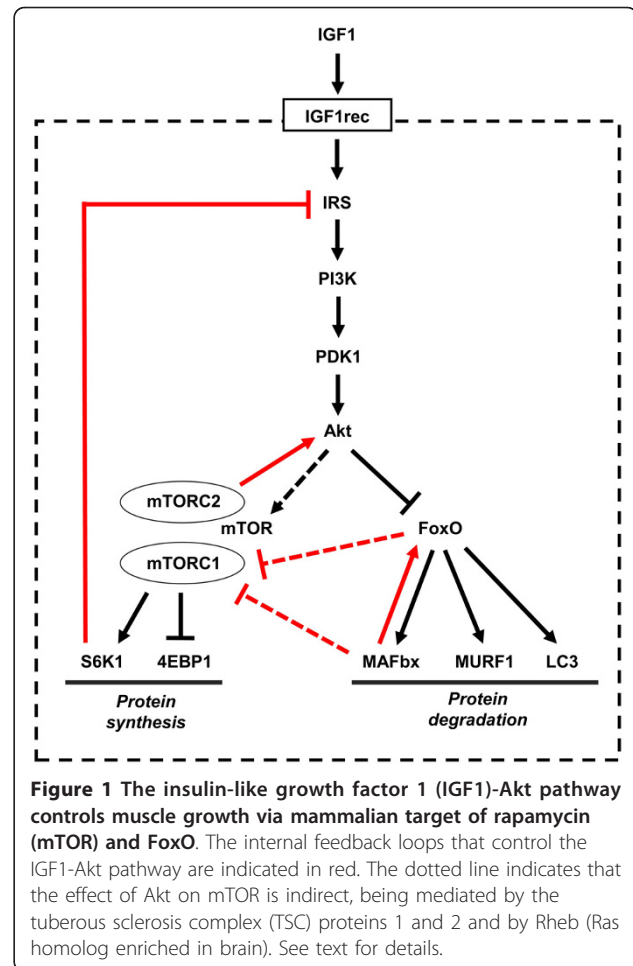 IGF1
IGF1rec
IRS
PI3K
PDK1
Akt
mTORC2
mTOR
FoxO
mTORC1
S6K1 4EBP1 MAFbx MURF1 LC3
Protein
synthesis
Protein
degradation
Figure 1 The insulin-like growth factor 1 (IGF1)-Akt pathway
controls muscle growth via mammalian target of rapamycin
(mTOR) and FoxO. The internal feedback loops that control the
IGF1-Akt pathway are indicated in red. The dotted line indicates that
the effect of Akt on mTOR is indirect, being mediated by the
tuberous sclerosis complex (TSC) proteins 1 and 2 and by Rheb (Ras
homolog enriched in brain). See text for details.